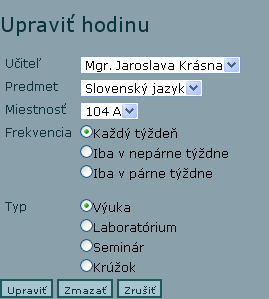 Upraviť hodinu
Učiteľ Mgr. Jaroslava Krásna
Predmet Slovenský jazyk
Miestnosť 104 A
Frekvencia Každý týždeň
Iba v nepárne týždne
Iba v párne týždne
Typ Výuka
Laboratórium
Seminár
Krúžok
Upraviť Zmazať Zrušiť